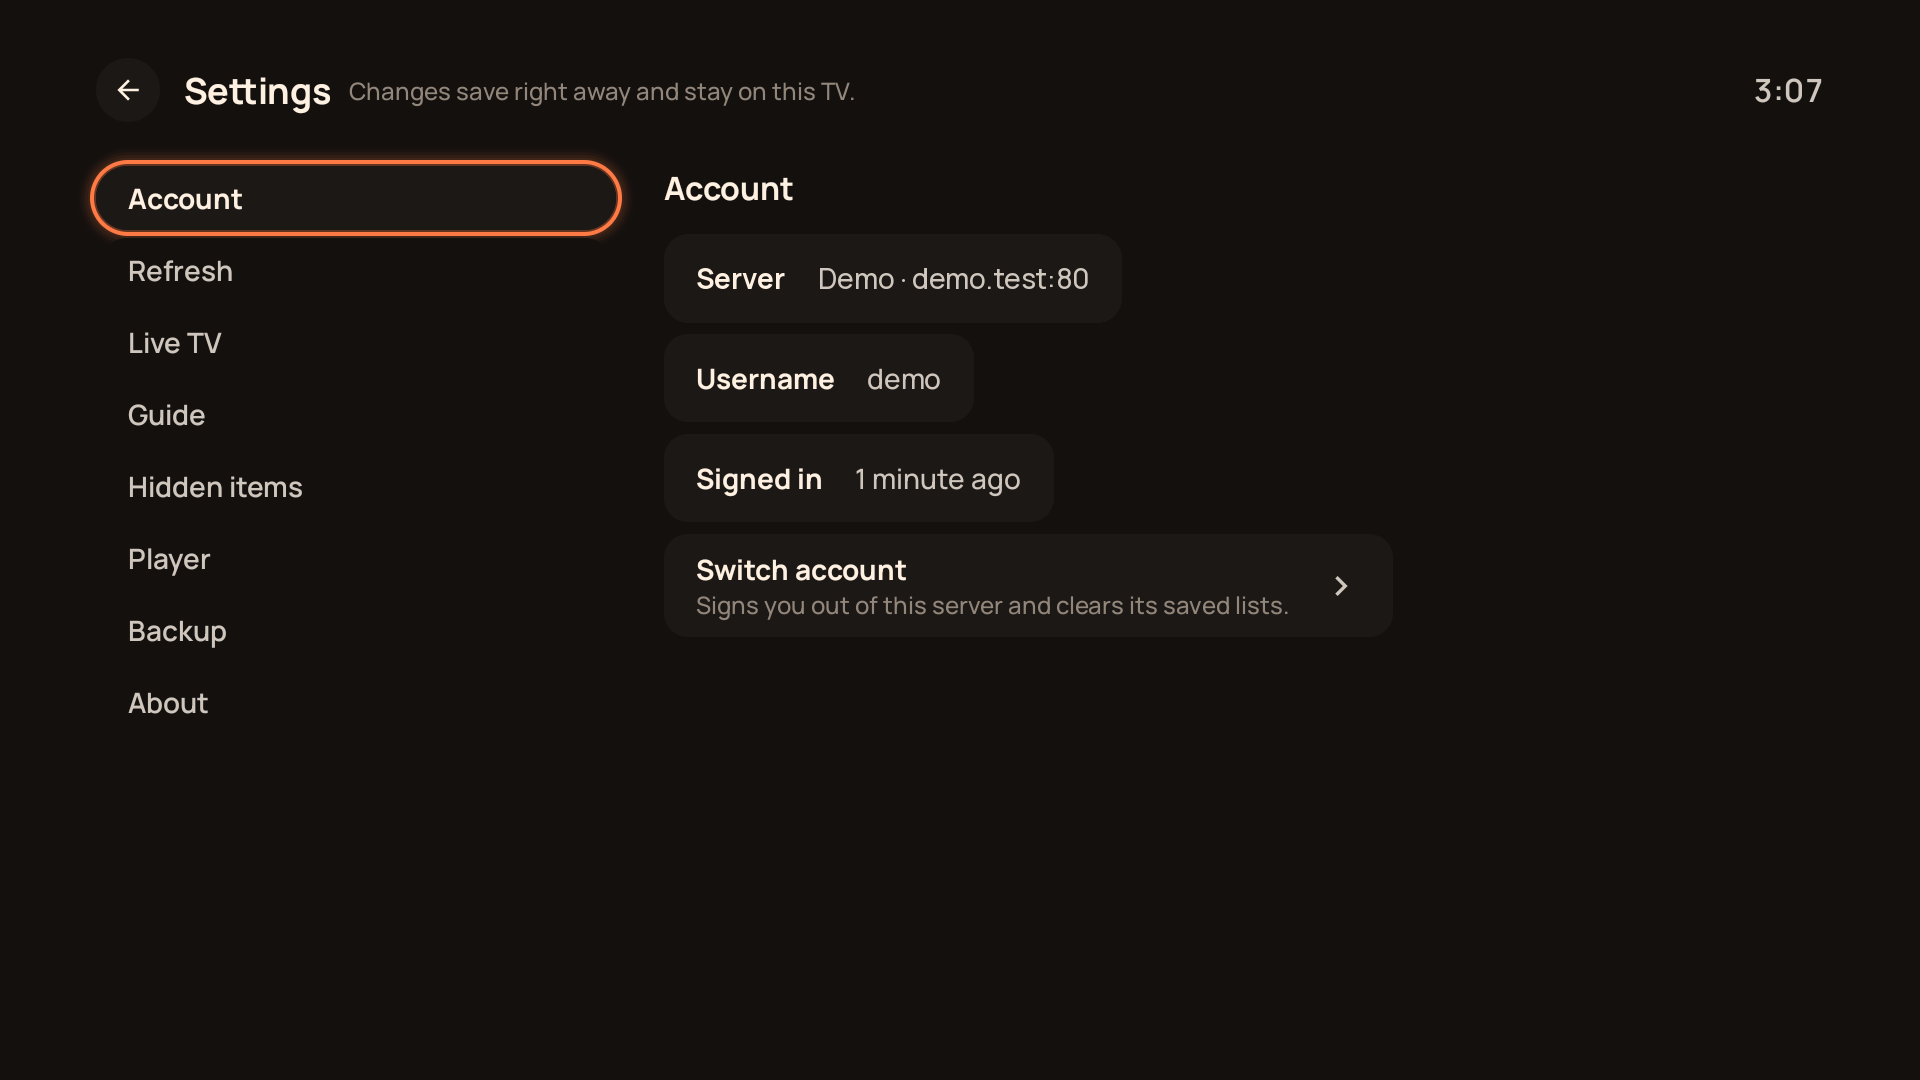 Settings Changes save right away and stay on this TV.
3:07
Account
Refresh
Live TV
Guide
Hidden items
Player
Backup
About
Account
Server Demo · demo.test:80
Username demo
Signed in 1 minute ago
Switch account
Signs you out of this server and clears its saved lists.